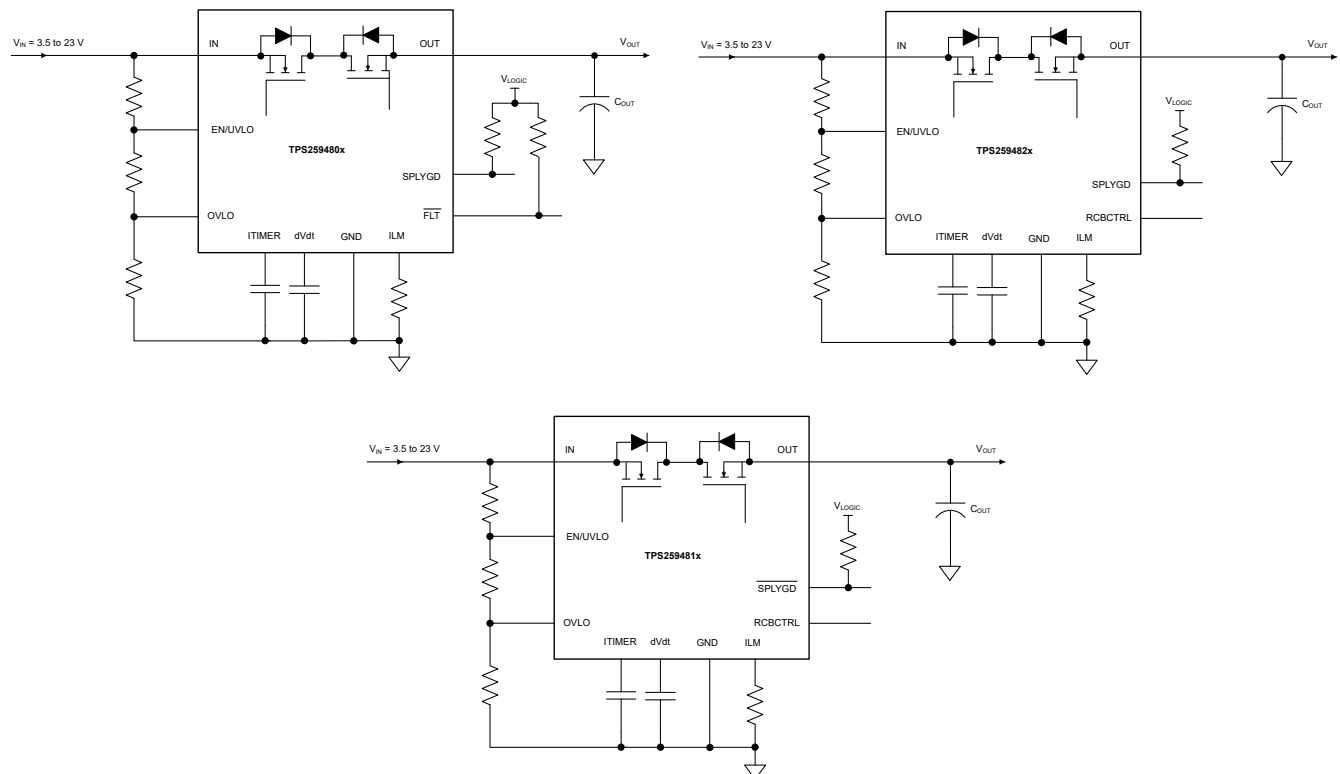 V_IN = 3.5 to 23 V
IN
OUT
V_OUT
V_LOGIC
C_OUT
EN/UVLO
TPS259480x
SPLYGD
OVLO
F̅L̅T̅
ITIMER
dVdt
GND
ILM
V_IN = 3.5 to 23 V
IN
OUT
V_OUT
V_LOGIC
C_OUT
EN/UVLO
TPS259482x
SPLYGD
OVLO
RCBCTRL
ITIMER
dVdt
GND
ILM
V_IN = 3.5 to 23 V
IN
OUT
V_OUT
V_LOGIC
C_OUT
EN/UVLO
TPS259481x
S̅P̅L̅Y̅G̅D̅
OVLO
RCBCTRL
ITIMER
dVdt
GND
ILM